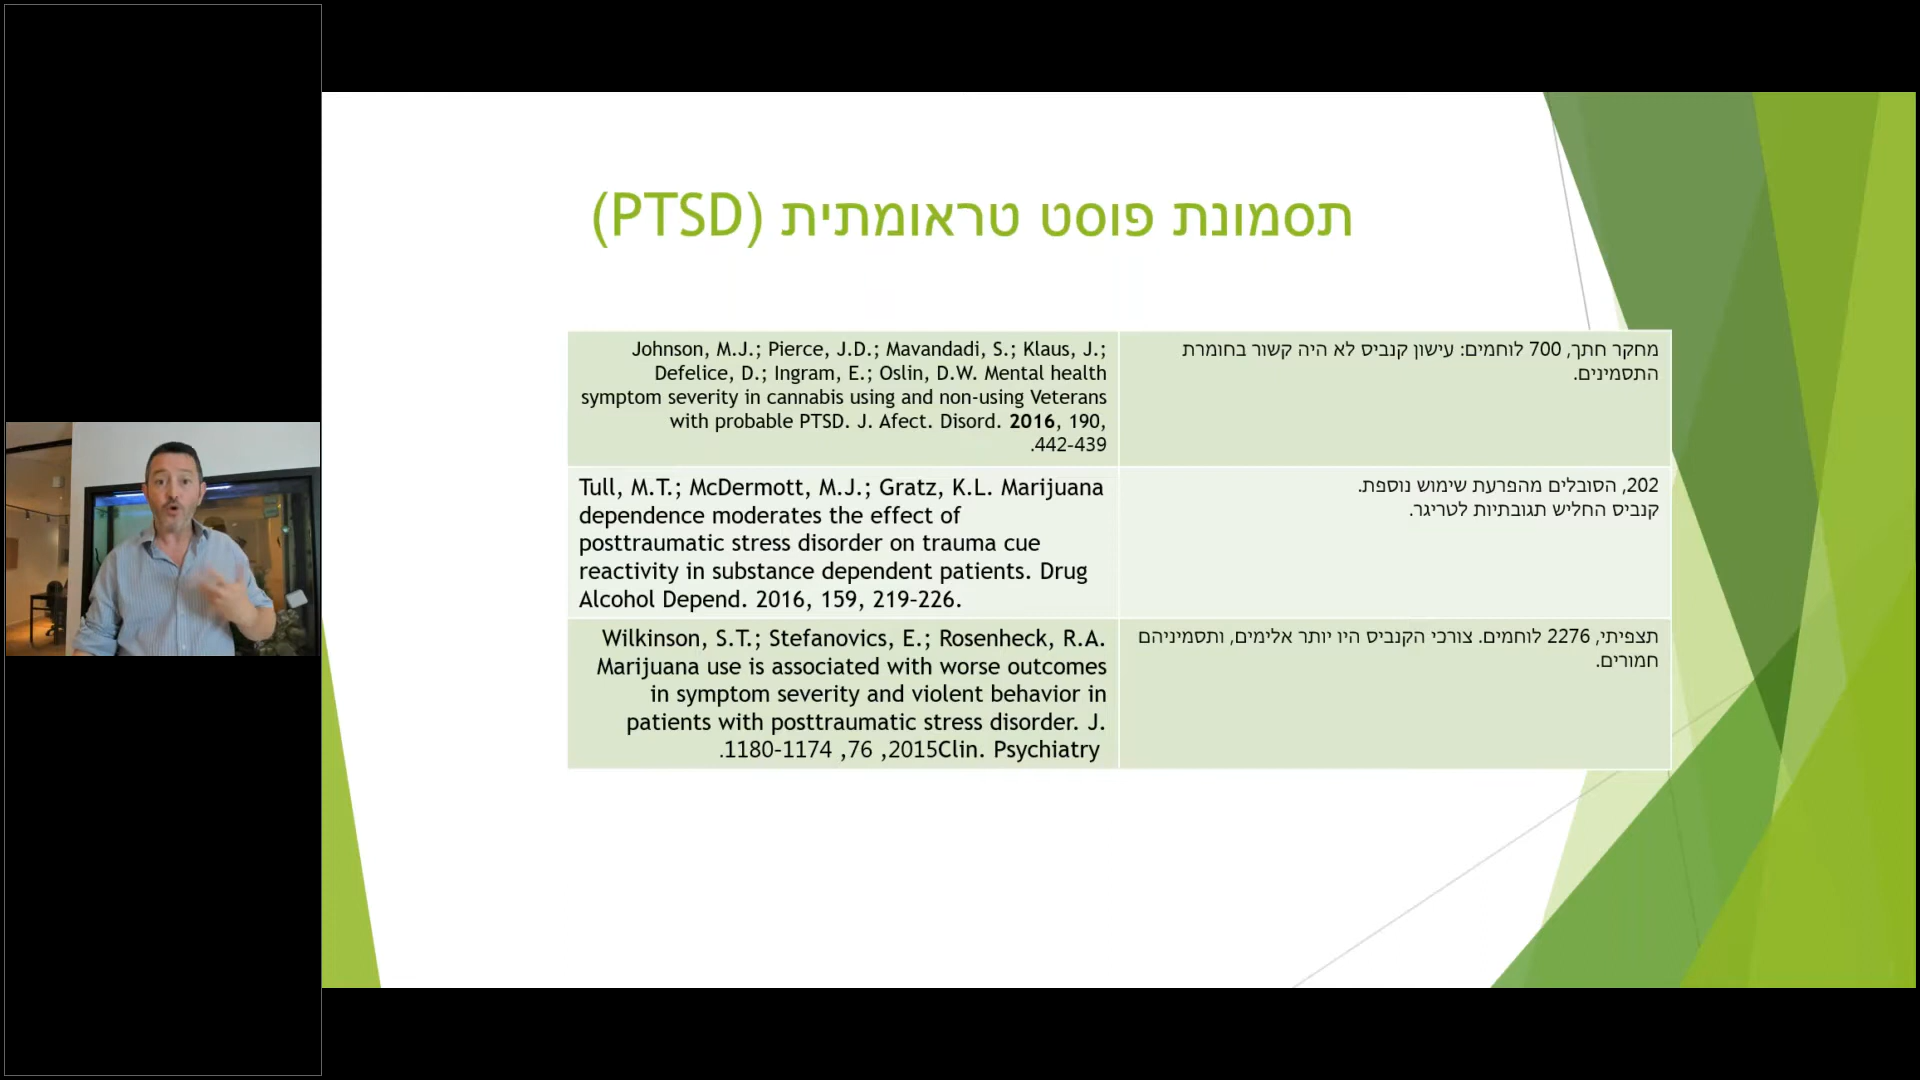 תסמונת פוסט טראומתית (PTSD)
מחקר חתך, 700 לוחמים: עישון קנביס לא היה קשור בחומרת
התסמינים.
Johnson, M.J.; Pierce, J.D.; Mavandadi, S.; Klaus, J.;
Defelice, D.; Ingram, E.; Oslin, D.W. Mental health
symptom severity in cannabis using and non-using Veterans
with probable PTSD. J. Afect. Disord. 2016, 190,
.442–439
202, הסובלים מהפרעת שימוש נוספת.
קנביס החליש תגובתיות לטריגר.
Tull, M.T.; McDermott, M.J.; Gratz, K.L. Marijuana
dependence moderates the effect of
posttraumatic stress disorder on trauma cue
reactivity in substance dependent patients. Drug
Alcohol Depend. 2016, 159, 219–226.
תצפיתי, 2276 לוחמים. צורכי הקנביס היו יותר אלימים, ותסמיניהם
חמורים.
Wilkinson, S.T.; Stefanovics, E.; Rosenheck, R.A.
Marijuana use is associated with worse outcomes
in symptom severity and violent behavior in
patients with posttraumatic stress disorder. J.
.1180–1174 ,76 ,2015Clin. Psychiatry